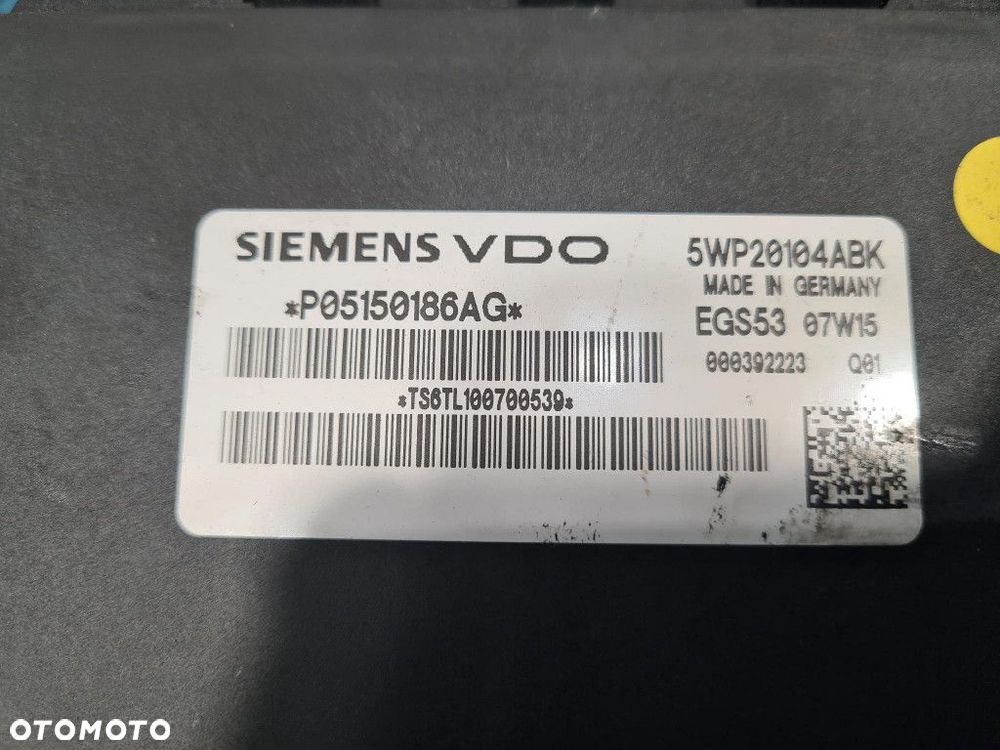 SIEMENS VDO
5WP20104ABK
MADE IN GERMANY
*P05150186AG*
EGS53 07W15
000392223 Q01
*TS6TL100700539*
OTOMOTO